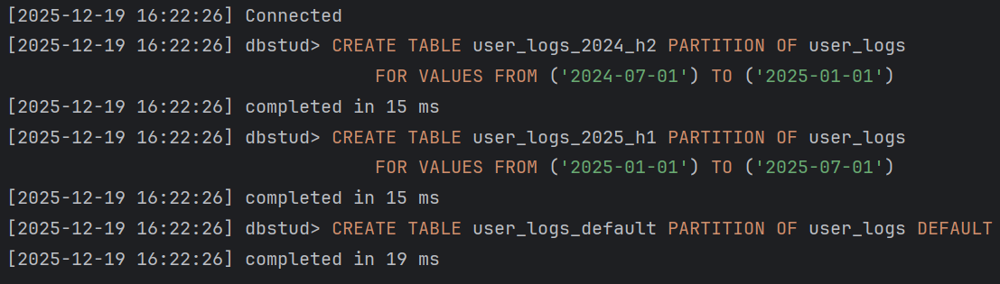 [2025-12-19 16:22:26] Connected
[2025-12-19 16:22:26] dbstud> CREATE TABLE user_logs_2024_h2 PARTITION OF user_logs
FOR VALUES FROM ('2024-07-01') TO ('2025-01-01')
[2025-12-19 16:22:26] completed in 15 ms
[2025-12-19 16:22:26] dbstud> CREATE TABLE user_logs_2025_h1 PARTITION OF user_logs
FOR VALUES FROM ('2025-01-01') TO ('2025-07-01')
[2025-12-19 16:22:26] completed in 15 ms
[2025-12-19 16:22:26] dbstud> CREATE TABLE user_logs_default PARTITION OF user_logs DEFAULT
[2025-12-19 16:22:26] completed in 19 ms